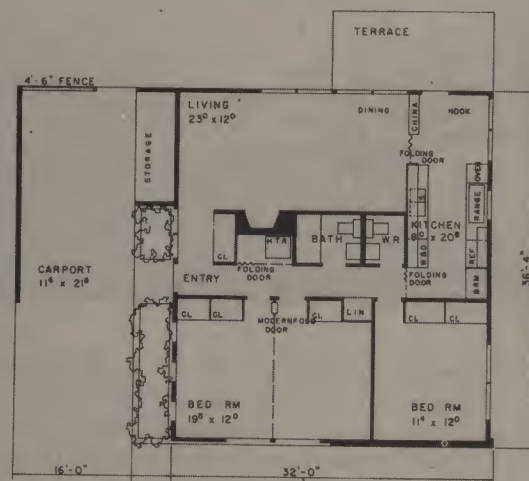 TERRACE
4'-6" FENCE
LIVING
23⁰ x 12⁰
DINING
CHINA
NOOK
STORAGE
FOLDING
DOOR
OVEN
RANGE
KITCHEN
8⁰ x 20⁸
W&D
REF
BRM
BATH
WR
HTR
CL
FOLDING
DOOR
FOLDING
DOOR
CARPORT
11⁴ x 21⁸
ENTRY
CL
CL
MODERNFOLD
DOOR
CL
LIN
CL
CL
BED RM
19⁸ x 12⁰
BED RM
11⁴ x 12⁰
36'-4"
16'-0"
32'-0"